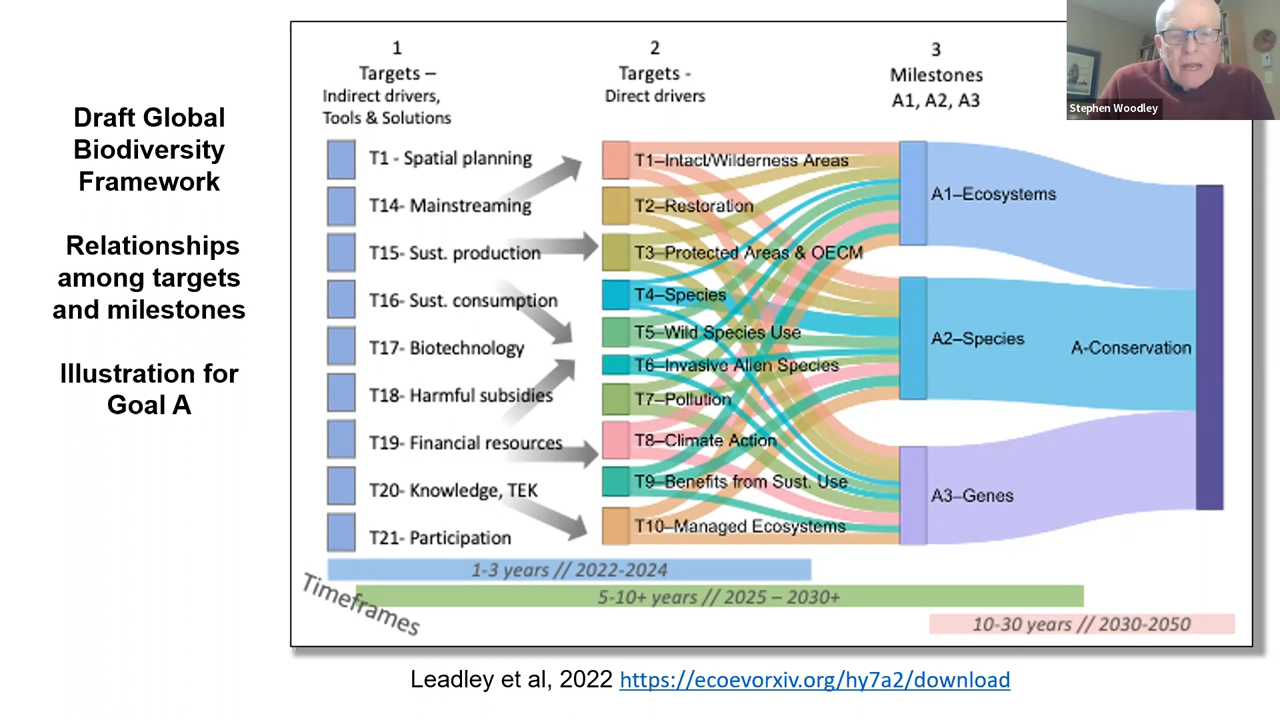 Draft Global
Biodiversity
Framework
Relationships
among targets
and milestones
Illustration for
Goal A
1
Targets –
Indirect drivers,
Tools & Solutions
2
Targets -
Direct drivers
3
Milestones
A1, A2, A3
Stephen Woodley
T1 - Spatial planning
T14- Mainstreaming
T15- Sust. production
T16- Sust. consumption
T17- Biotechnology
T18- Harmful subsidies
T19- Financial resources
T20- Knowledge, TEK
T21- Participation
T1–Intact/Wilderness Areas
T2–Restoration
T3–Protected Areas & OECM
T4–Species
T5–Wild Species Use
T6–Invasive Alien Species
T7–Pollution
T8–Climate Action
T9–Benefits from Sust. Use
T10–Managed Ecosystems
A1–Ecosystems
A2–Species
A3–Genes
A-Conservation
Timeframes
1-3 years // 2022-2024
5-10+ years // 2025 – 2030+
10-30 years // 2030-2050
Leadley et al, 2022 https://ecoevorxiv.org/hy7a2/download